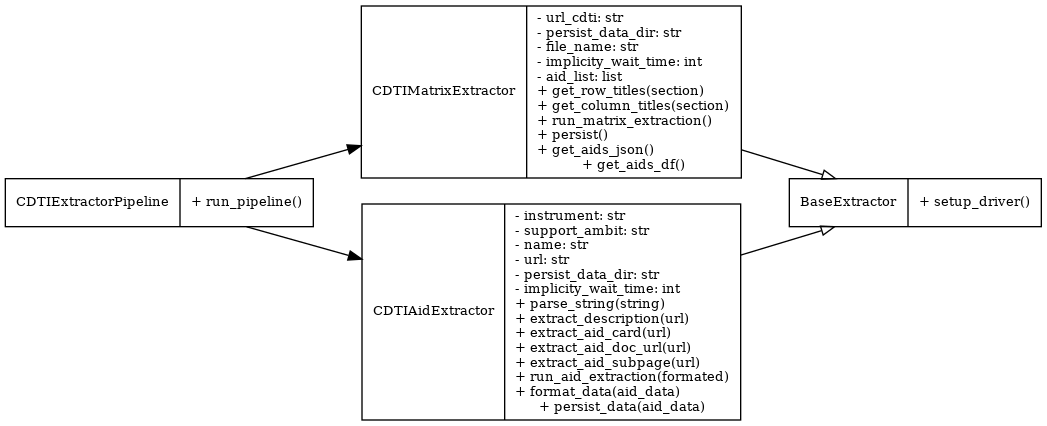 CDTIExtractorPipeline
+ run_pipeline()
CDTIMatrixExtractor
- url_cdti: str
- persist_data_dir: str
- file_name: str
- implicity_wait_time: int
- aid_list: list
+ get_row_titles(section)
+ get_column_titles(section)
+ run_matrix_extraction()
+ persist()
+ get_aids_json()
+ get_aids_df()
CDTIAidExtractor
- instrument: str
- support_ambit: str
- name: str
- url: str
- persist_data_dir: str
- implicity_wait_time: int
+ parse_string(string)
+ extract_description(url)
+ extract_aid_card(url)
+ extract_aid_doc_url(url)
+ extract_aid_subpage(url)
+ run_aid_extraction(formated)
+ format_data(aid_data)
+ persist_data(aid_data)
BaseExtractor
+ setup_driver()